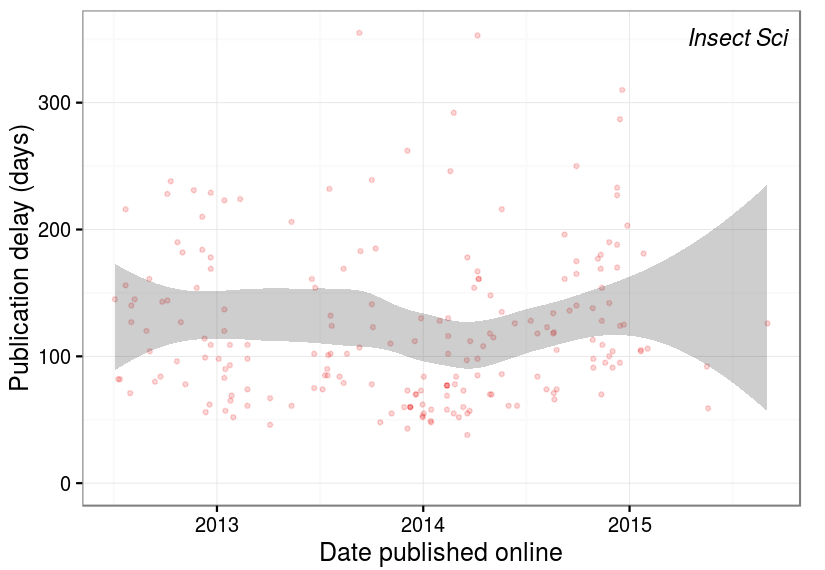 Insect Sci
Publication delay (days)
300
200
100
0
2013 2014 2015
Date published online